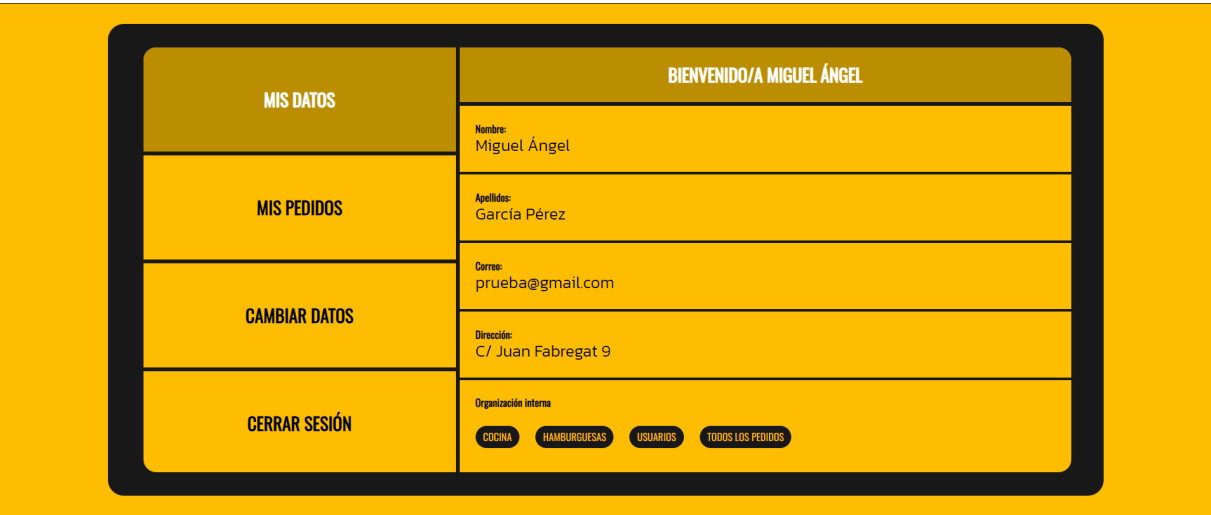 MIS DATOS
MIS PEDIDOS
CAMBIAR DATOS
CERRAR SESIÓN
BIENVENIDO/A MIGUEL ÁNGEL
Nombre:
Miguel Ángel
Apellidos:
García Pérez
Correo:
prueba@gmail.com
Dirección:
C/ Juan Fabregat 9
Organización interna
COCINA HAMBURGUESAS USUARIOS TODOS LOS PEDIDOS